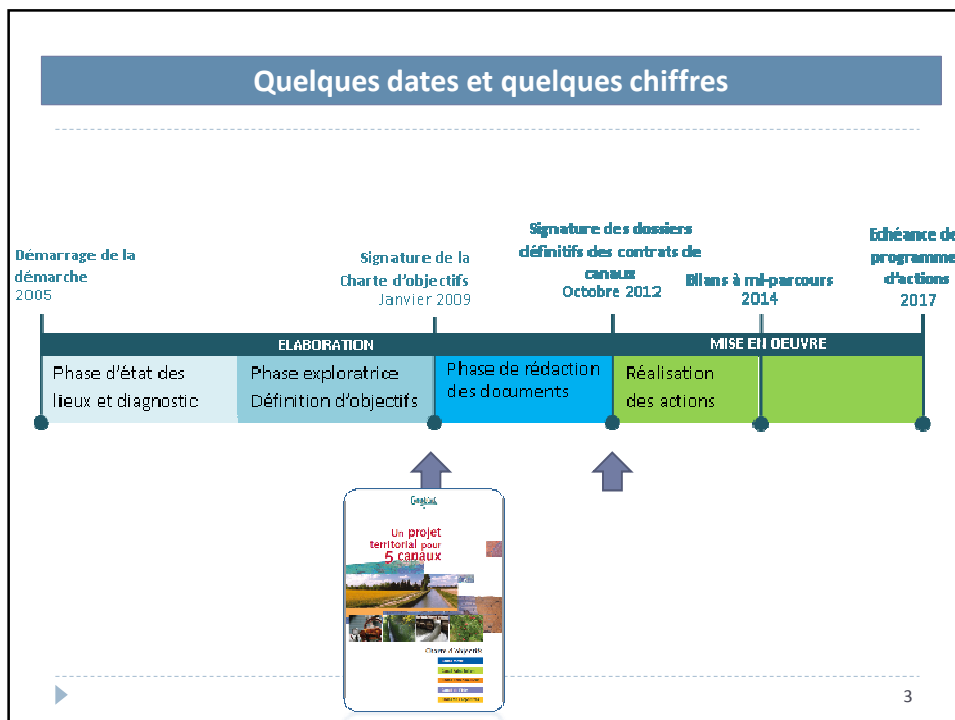 Quelques dates et quelques chiffres
Démarrage de la
démarche
2005
Signature de la
Charte d'objectifs
Janvier 2009
Signature des dossiers
définitifs des contrats de
canaux
Octobre 2012
Bilans à mi-parcours
2014
Echéance de
programme
d'actions
2017
ELABORATION
MISE EN OEUVRE
Phase d'état des
lieux et diagnostic
Phase exploratrice
Définition d'objectifs
Phase de rédaction
des documents
Réalisation
des actions
Un projet
territorial pour
5 canaux
Charte d'objectifs
3